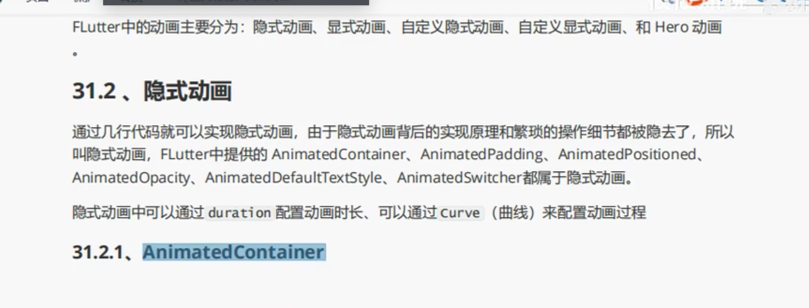 FLutter中的动画主要分为：隐式动画、显式动画、自定义隐式动画、自定义显式动画、和 Hero 动画
。
31.2 、隐式动画
通过几行代码就可以实现隐式动画，由于隐式动画背后的实现原理和繁琐的操作细节都被隐去了，所以
叫隐式动画，FLutter中提供的 AnimatedContainer、AnimatedPadding、AnimatedPositioned、
AnimatedOpacity、AnimatedDefaultTextStyle、AnimatedSwitcher都属于隐式动画。
隐式动画中可以通过 duration 配置动画时长、可以通过 Curve （曲线）来配置动画过程
31.2.1、AnimatedContainer